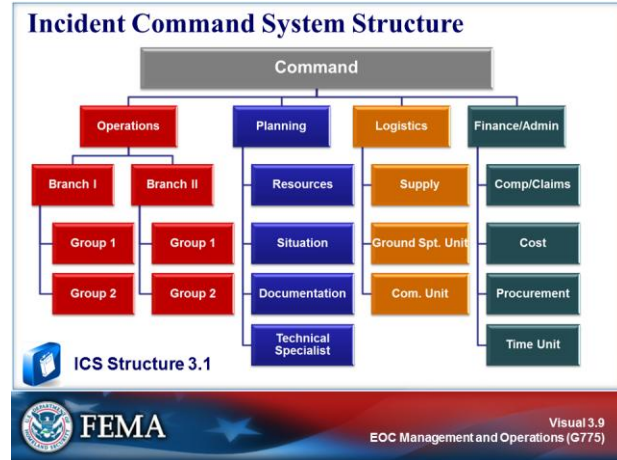 Incident Command System Structure
Command
Operations
Planning
Logistics
Finance/Admin
Branch I
Branch II
Resources
Supply
Comp/Claims
Group 1
Group 1
Situation
Ground Spt. Unit
Cost
Group 2
Group 2
Documentation
Com. Unit
Procurement
Technical
Specialist
Time Unit
ICS Structure 3.1
FEMA
Visual 3.9
EOC Management and Operations (G775)